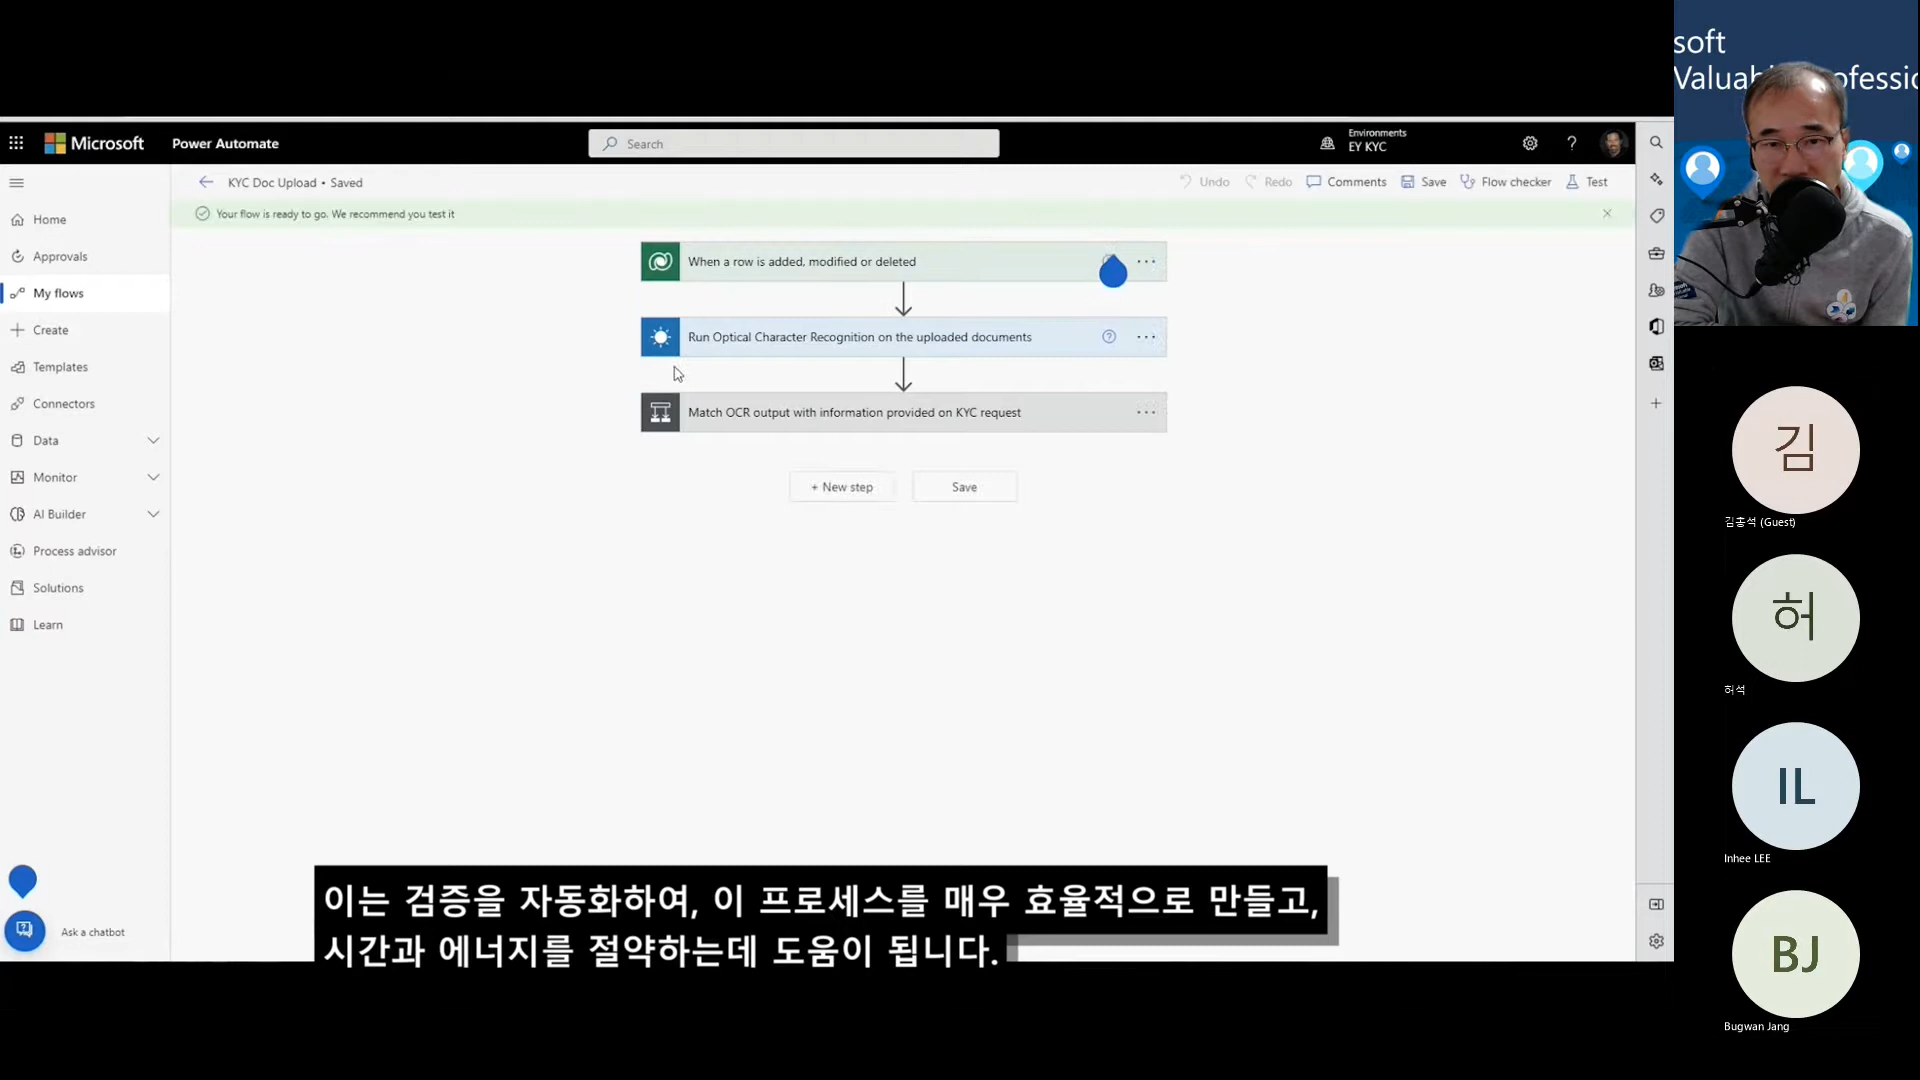 soft
Valuab ofessio
Microsoft
Power Automate
Search
Environments
EY KYC
KYC Doc Upload • Saved
Undo
Redo
Comments
Save
Flow checker
Test
Your flow is ready to go. We recommend you test it
Home
Approvals
My flows
Create
Templates
Connectors
Data
Monitor
AI Builder
Process advisor
Solutions
Learn
When a row is added, modified or deleted
Run Optical Character Recognition on the uploaded documents
Match OCR output with information provided on KYC request
+ New step
Save
Ask a chatbot
이는 검증을 자동화하여, 이 프로세스를 매우 효율적으로 만들고,
시간과 에너지를 절약하는데 도움이 됩니다.
김
김홍석 (Guest)
허
허석
IL
Inhee LEE
BJ
Bugwan Jang